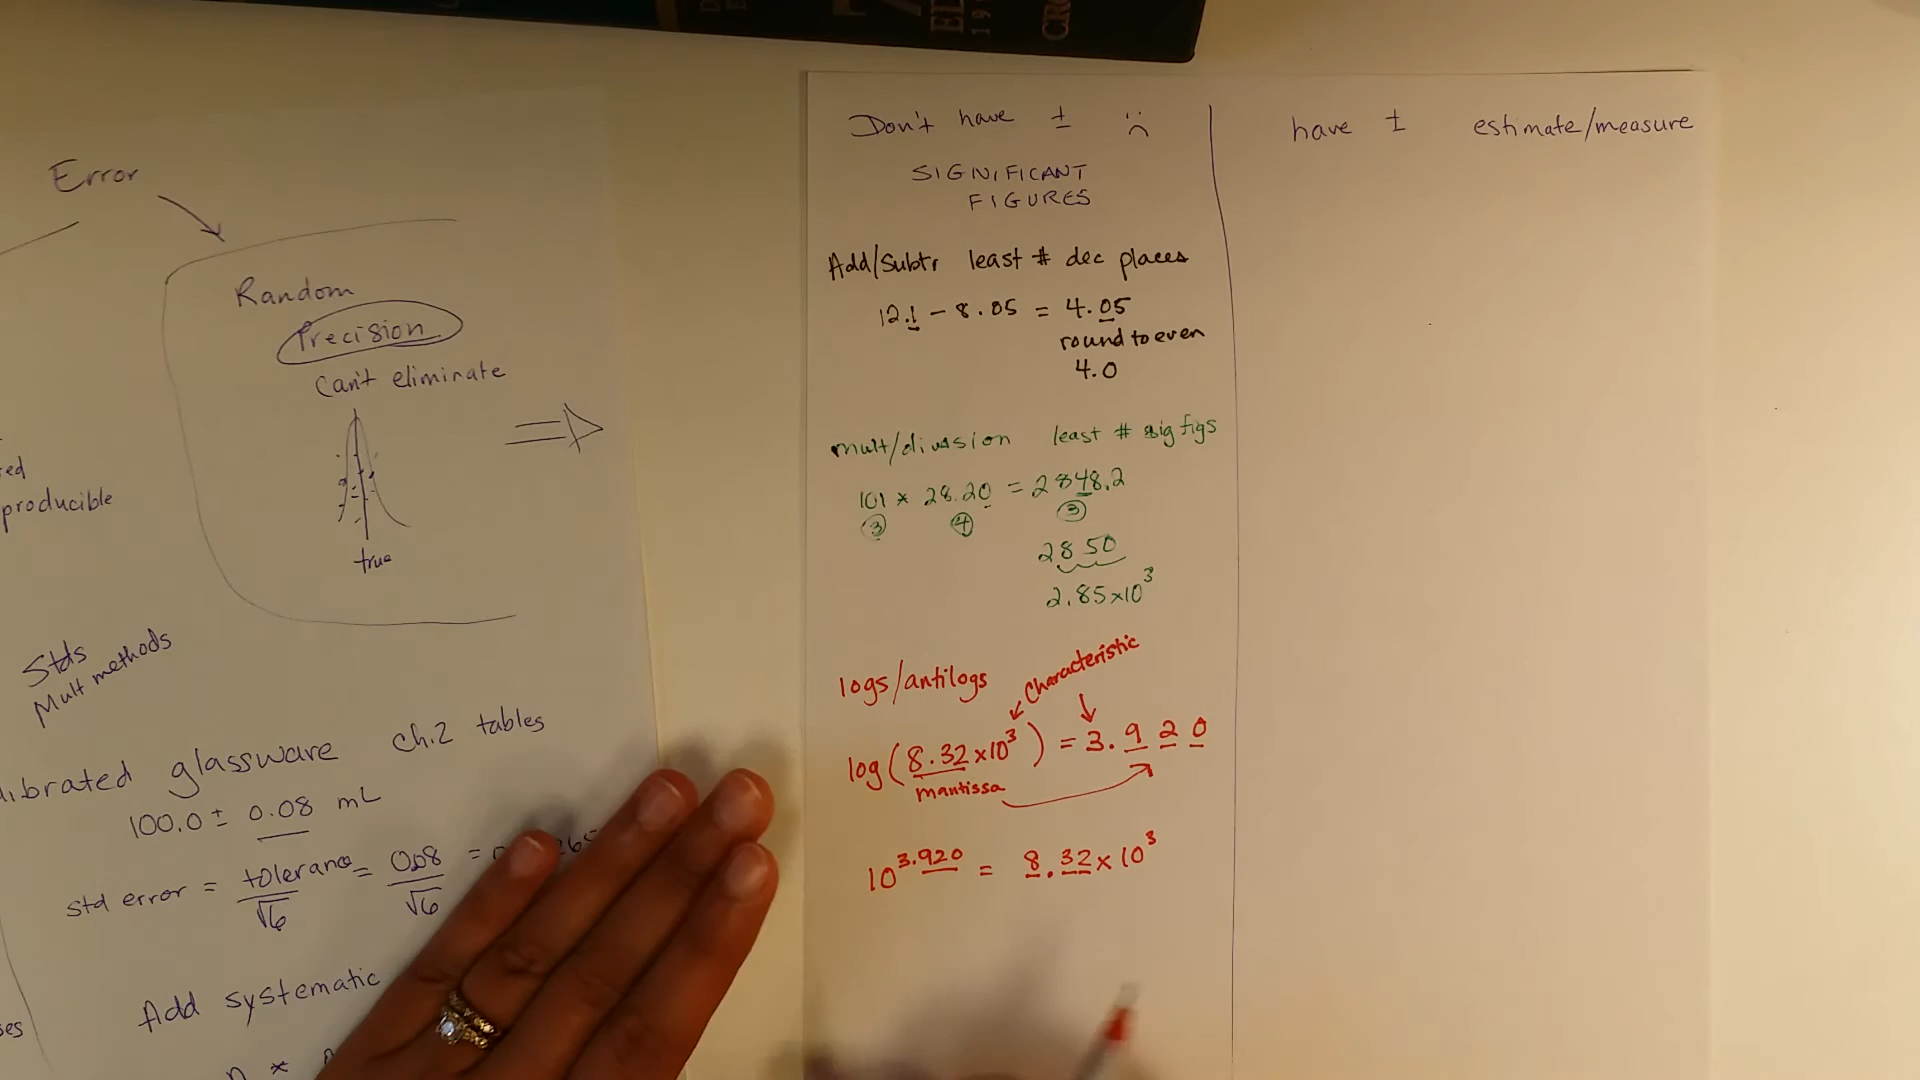 Error
Random
Precision
Can't eliminate
true
producible
Stds
Mult methods
glassware ch.2 tables
100.0 ± 0.08 mL
std error = tolerance/√6 = 0.08/√6 =
Add systematic
Don't have ± :(
SIGNIFICANT
FIGURES
Add/Subtr least # dec places
12.1 - 8.05 = 4.05
round to even
4.0
mult/division least # sig figs
101 * 28.20 = 2848.2
3 4 3
2850
2.85×10³
logs/antilogs
Characteristic
log(8.32×10³) = 3.920
mantissa
10^3.920 = 8.32×10³
have ± estimate/measure